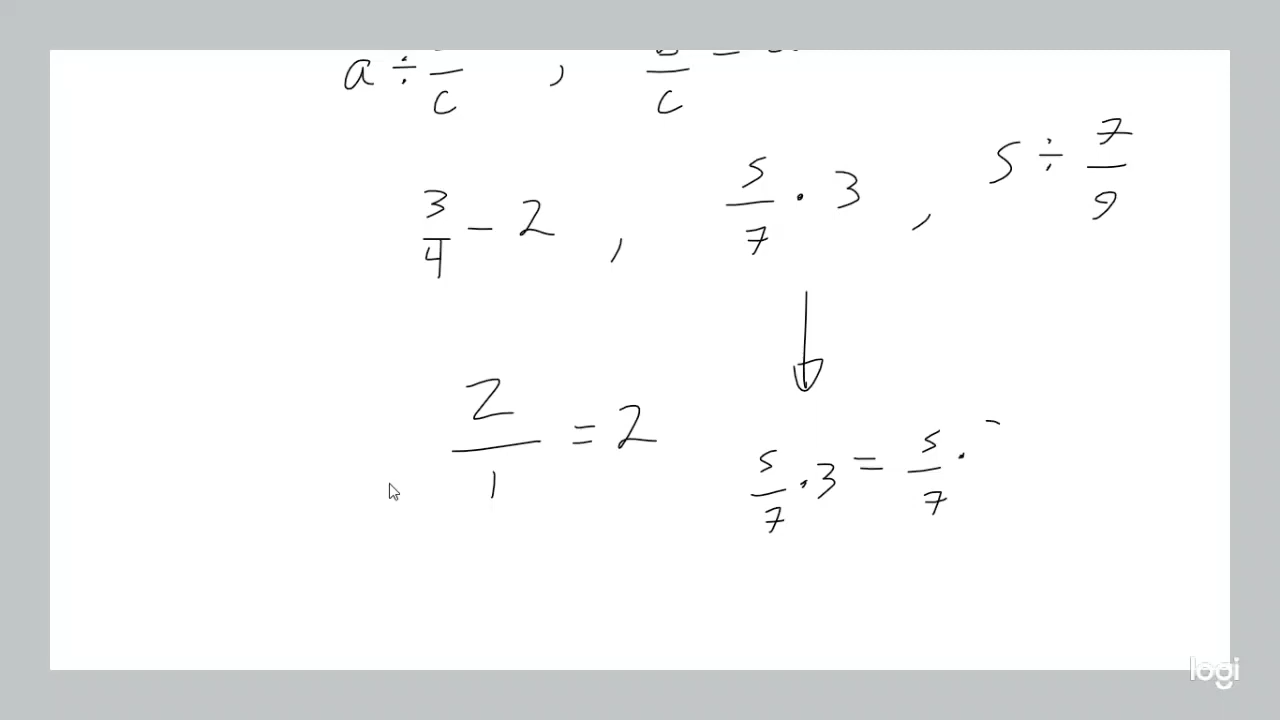 a ÷ —/c , b/c
3/4 − 2 , 5/7 · 3 , 5 ÷ 7/9
2/1 = 2
5/7 · 3 = 5/7 ·
logi